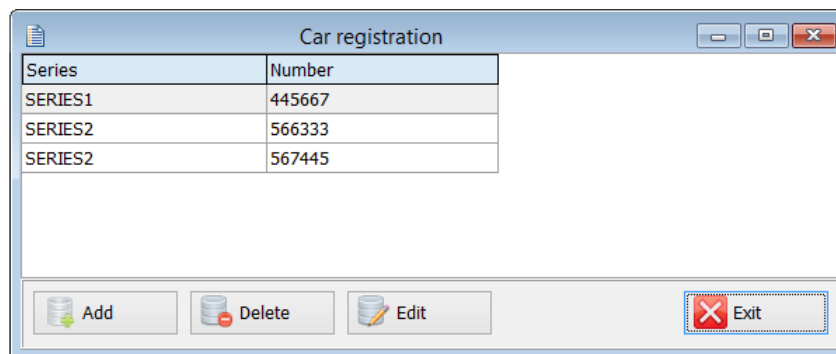 Car registration
Series Number
SERIES1 445667
SERIES2 566333
SERIES2 567445
Add Delete Edit Exit